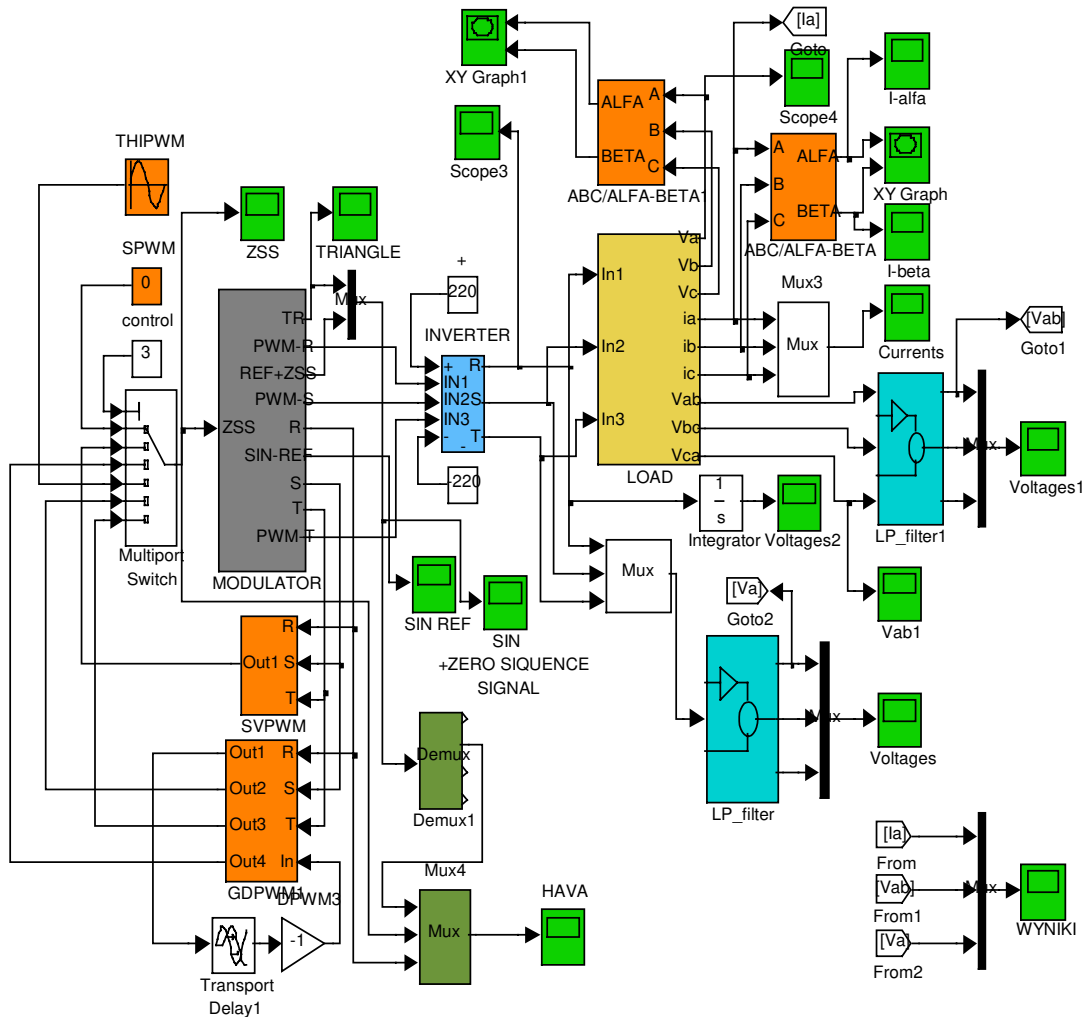 [Ia]
Goto
XY Graph1
ALFA A
B
BETA C
ABC/ALFA-BETA1
Scope4
I-alfa
Scope3
A ALFA
B
BETA
C
ABC/ALFA-BETA
XY Graph
I-beta
THIPWM
ZSS
TRIANGLE
SPWM
0
control
3
Multiport
Switch
Mux
+
220
INVERTER
+ R
IN1
IN2 S
IN3
- T
-
-220
TR
PWM-R
REF+ZSS
PWM-S
ZSS R
SIN-REF
S
T
PWM T
MODULATOR
In1
In2
In3
Va
Vb
Vc
ia
ib
ic
Vab
Vbc
Vca
LOAD
Mux3
Mux
Currents
[Vab]
Goto1
Mux
Voltages1
LP_filter1
1
s
Integrator
Voltages2
Mux
Vab1
SIN REF
SIN
+ZERO SIQUENCE
SIGNAL
[Va]
Goto2
Mux
Voltages
LP_filter
R
Out1 S
T
SVPWM
Out1 R
Out2 S
Out3 T
Out4 In
GDPWM1
DPWM3
Transport
Delay1
-1
Demux
Demux1
Mux4
Mux
HAVA
[Ia]
From
[Vab]
From1
[Va]
From2
Mux
WYNIKI